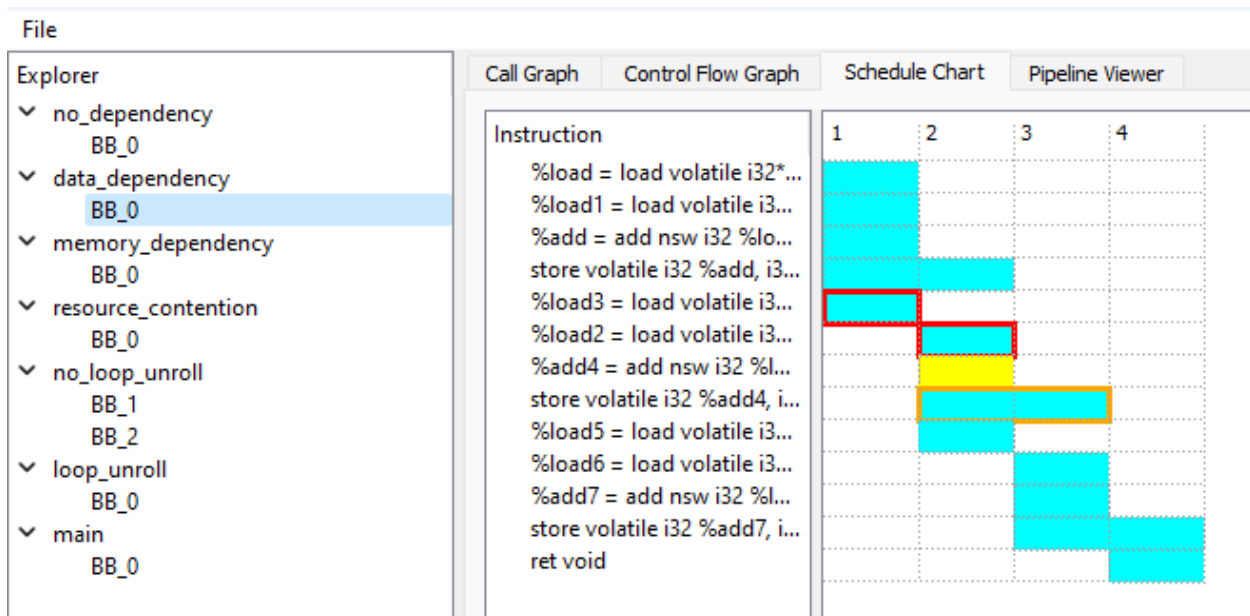 File
Explorer
no_dependency
BB_0
data_dependency
BB_0
memory_dependency
BB_0
resource_contention
BB_0
no_loop_unroll
BB_1
BB_2
loop_unroll
BB_0
main
BB_0
Call Graph Control Flow Graph Schedule Chart Pipeline Viewer
Instruction
%load = load volatile i32*...
%load1 = load volatile i3...
%add = add nsw i32 %lo...
store volatile i32 %add, i3...
%load3 = load volatile i3...
%load2 = load volatile i3...
%add4 = add nsw i32 %l...
store volatile i32 %add4, i...
%load5 = load volatile i3...
%load6 = load volatile i3...
%add7 = add nsw i32 %l...
store volatile i32 %add7, i...
ret void
1 2 3 4